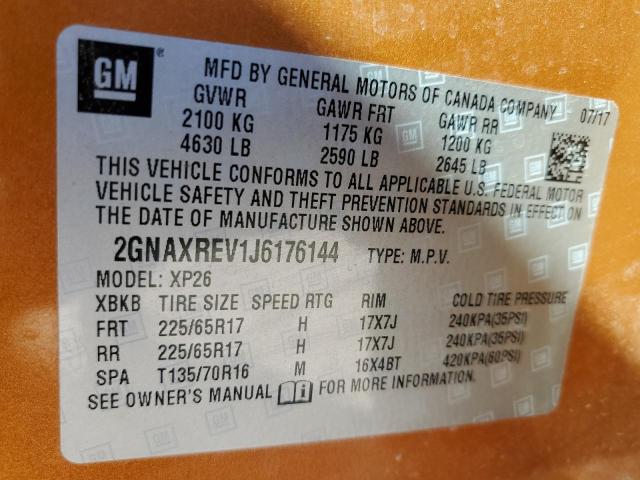 GM ®
MFD BY GENERAL MOTORS OF CANADA COMPANY
07/17
GVWR GAWR FRT GAWR RR
2100 KG 1175 KG 1200 KG
4630 LB 2590 LB 2645 LB
THIS VEHICLE CONFORMS TO ALL APPLICABLE U.S. FEDERAL MOTOR
VEHICLE SAFETY AND THEFT PREVENTION STANDARDS IN EFFECT ON
THE DATE OF MANUFACTURE SHOWN ABOVE.
2GNAXREV1J6176144 TYPE: M.P.V.
MODEL: XP26
XBKB TIRE SIZE SPEED RTG RIM COLD TIRE PRESSURE
FRT 225/65R17 H 17X7J 240KPA(35PSI)
RR 225/65R17 H 17X7J 240KPA(35PSI)
SPA T135/70R16 M 16X4BT 420KPA(60PSI)
SEE OWNER'S MANUAL FOR MORE INFORMATION.